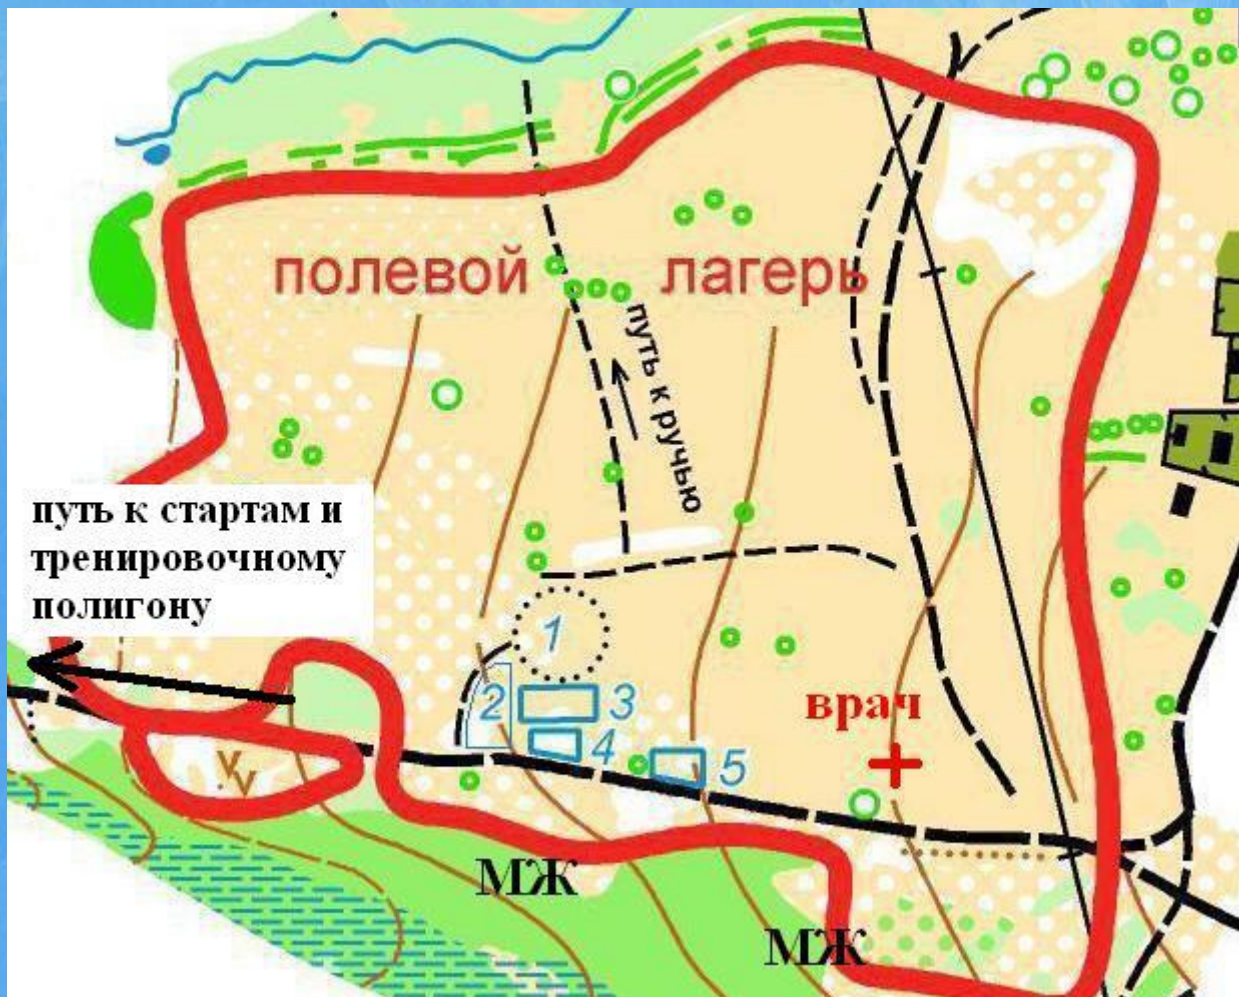 полевой лагерь
путь к ручью
путь к стартам и
тренировочному
полигону
1
2
3
4
5
врач
МЖ
МЖ